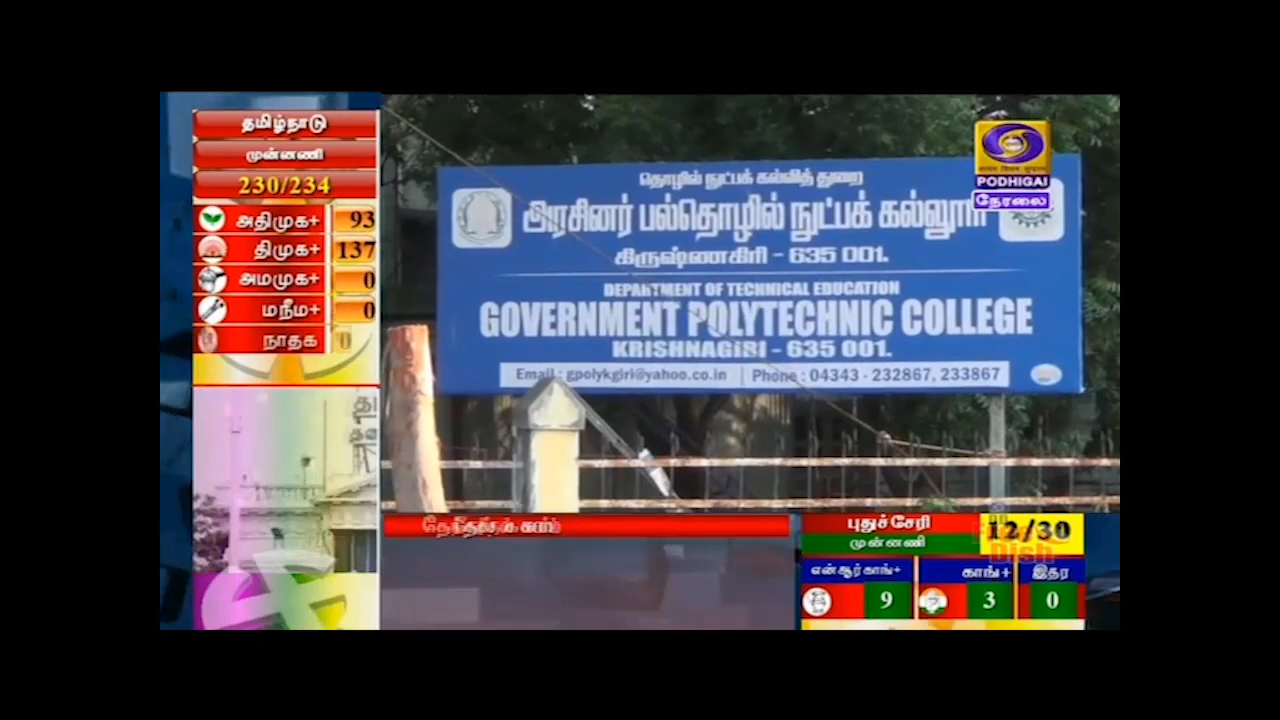 தமிழ்நாடு
முன்னணி
230/234
அதிமுக+ 93
திமுக+ 137
அமமுக+ 0
மநீம+ 0
நாதக 0
PODHIGAI
நேரலை
தொழில் நுட்பக் கல்வித் துறை
அரசினர் பல்தொழில் நுட்பக் கல்லூரி
கிருஷ்ணகிரி - 635 001.
DEPARTMENT OF TECHNICAL EDUCATION
GOVERNMENT POLYTECHNIC COLLEGE
KRISHNAGIRI - 635 001.
Email : gpolykgiri@yahoo.co.in | Phone : 04343 - 232867, 233867
புதுச்சேரி
முன்னணி
12/30
Dish
என்ஆர்காங்+ காங்+ இதர
9 3 0